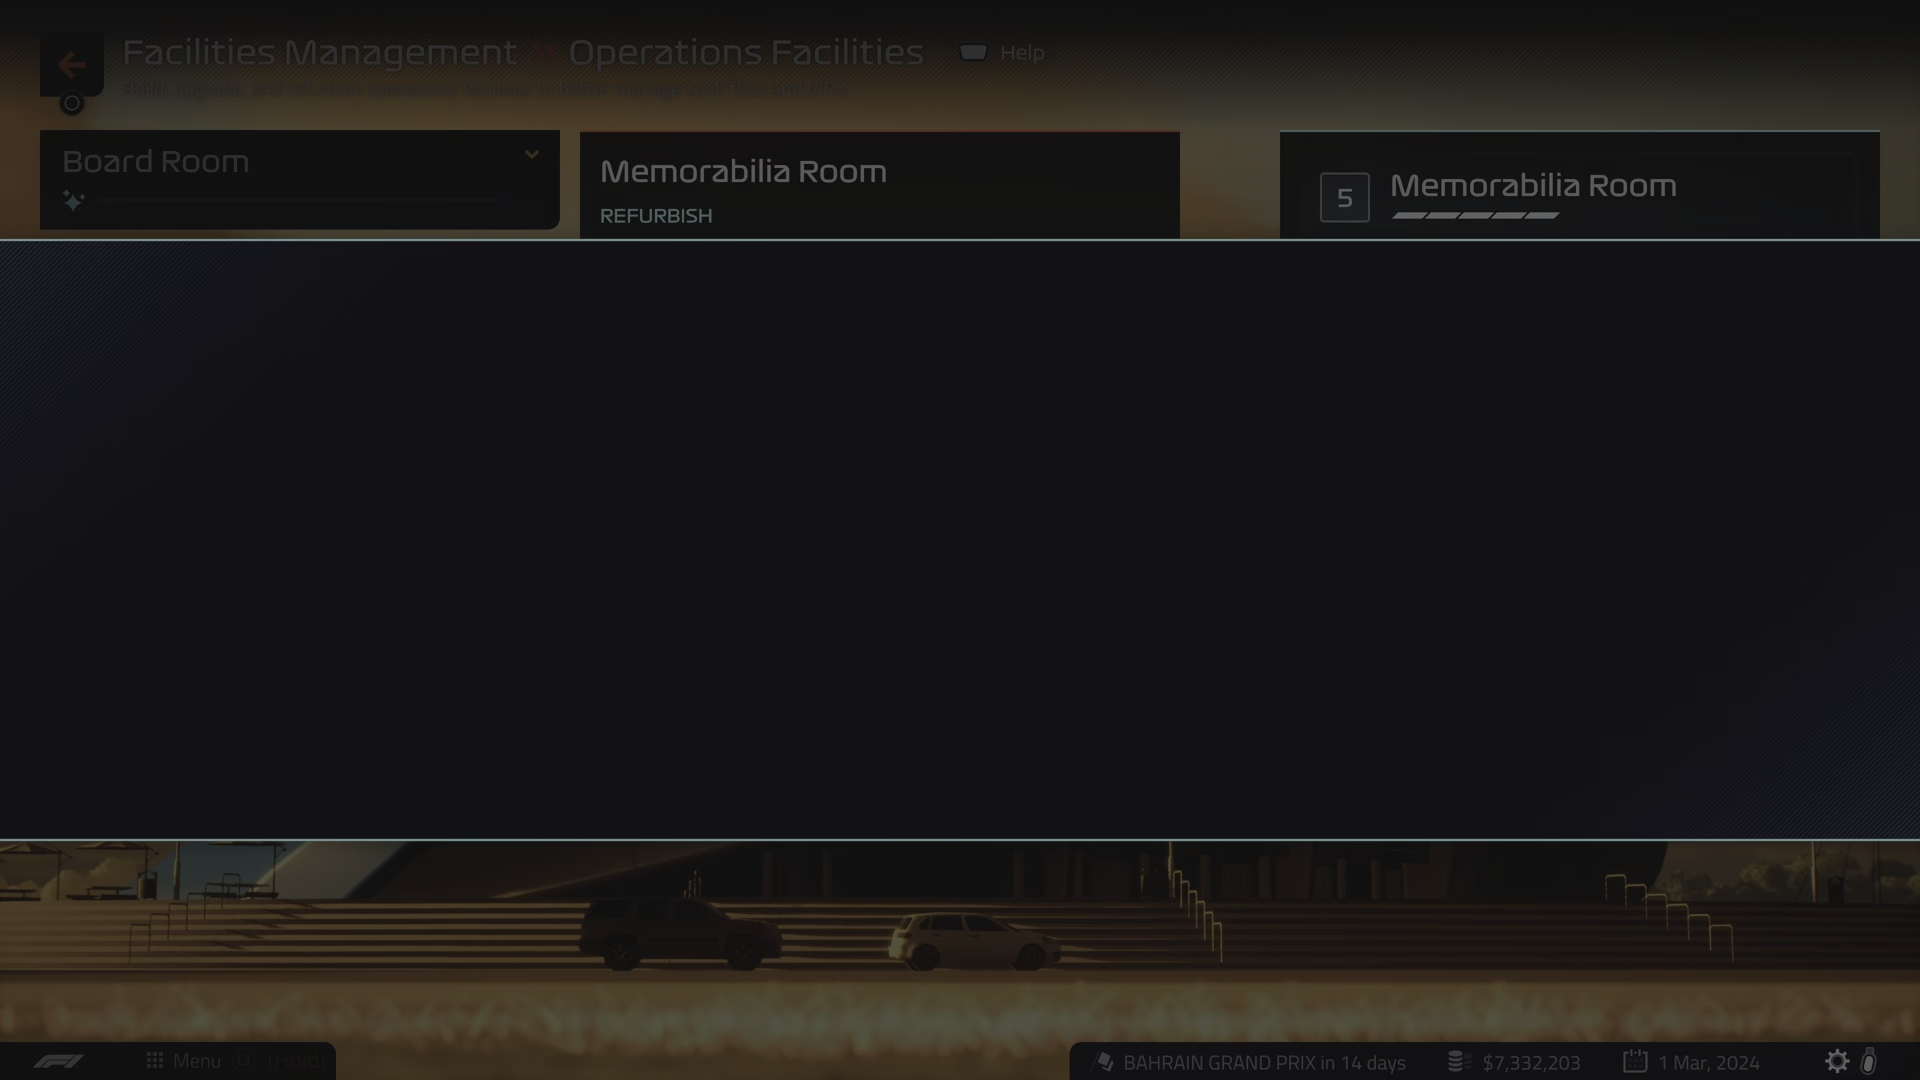 Facilities Management Operations Facilities
Help
Board Room
Memorabilia Room
REFURBISH
5
Memorabilia Room
Menu
(Hold)
BAHRAIN GRAND PRIX in 14 days
$7,332,203
1 Mar, 2024